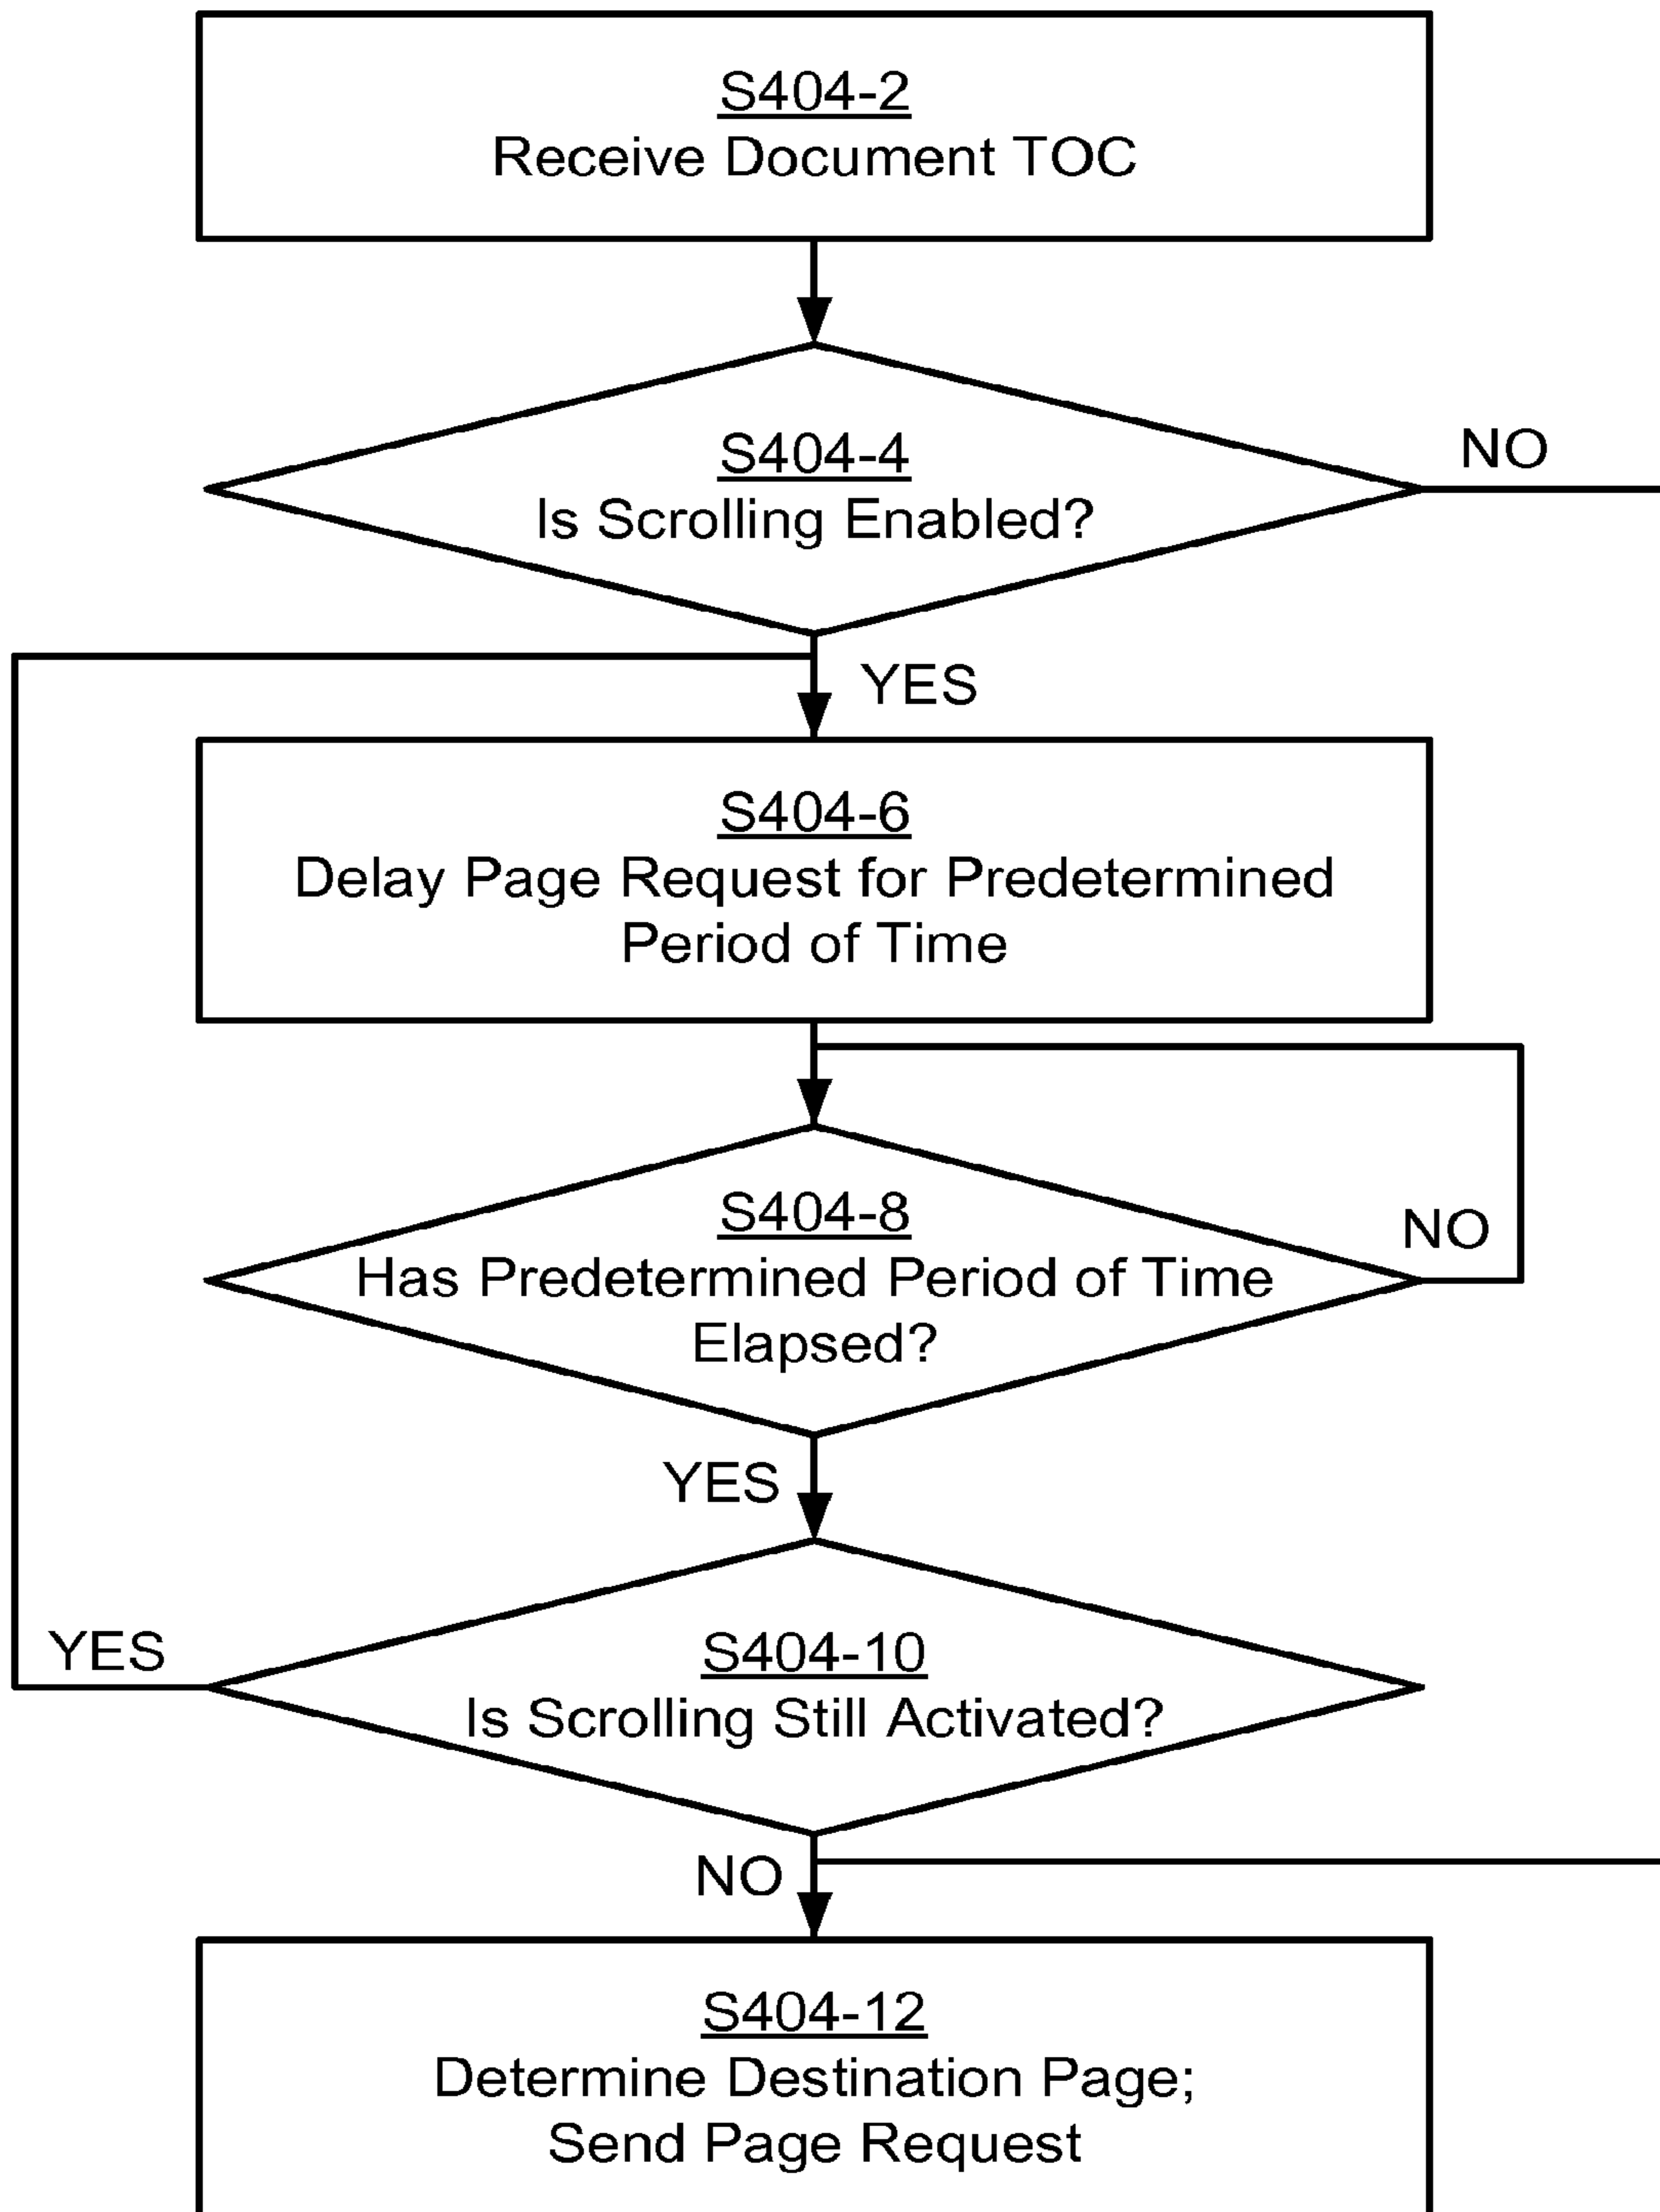 S404-2
Receive Document TOC
S404-4
Is Scrolling Enabled?
NO
YES
S404-6
Delay Page Request for Predetermined
Period of Time
S404-8
Has Predetermined Period of Time
Elapsed?
NO
YES
S404-10
Is Scrolling Still Activated?
YES
NO
S404-12
Determine Destination Page;
Send Page Request